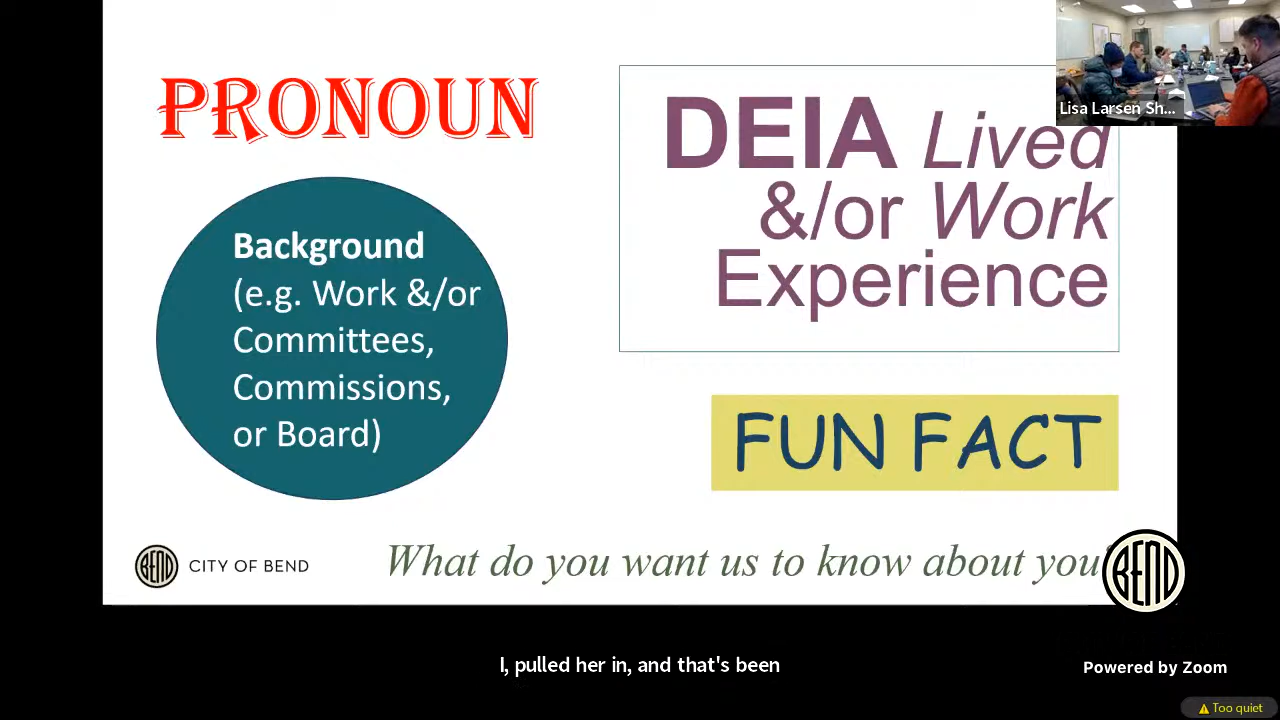 PRONOUN
Background
(e.g. Work &/or
Committees,
Commissions,
or Board)
DEIA Lived
&/or Work
Experience
Lisa Larsen Sh...
FUN FACT
BEND
CITY OF BEND
What do you want us to know about you
BEND
I, pulled her in, and that's been
Powered by Zoom
Too quiet